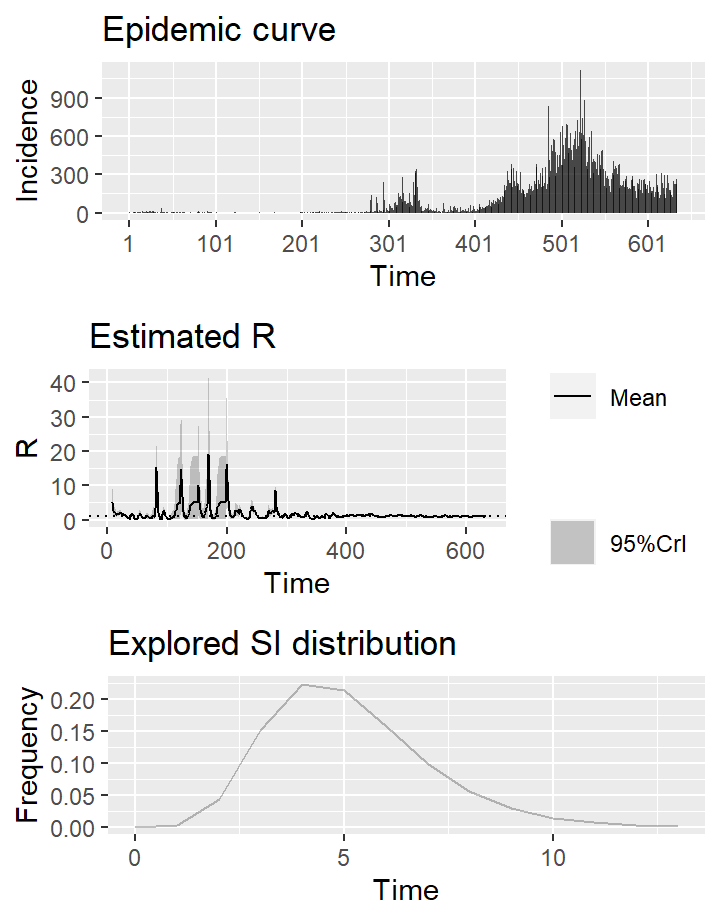 Epidemic curve
Incidence
900
600
300
0
1 101 201 301 401 501 601
Time
Estimated R
R
40
30
20
10
0
0 200 400 600
Time
Mean
95%CrI
Explored SI distribution
Frequency
0.20
0.15
0.10
0.05
0.00
0 5 10
Time